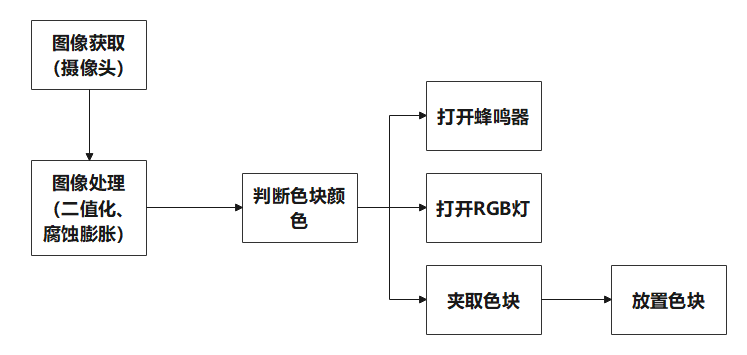 图像获取
（摄像头）
图像处理
（二值化、
腐蚀膨胀）
判断色块颜
色
打开蜂鸣器
打开RGB灯
夹取色块
放置色块